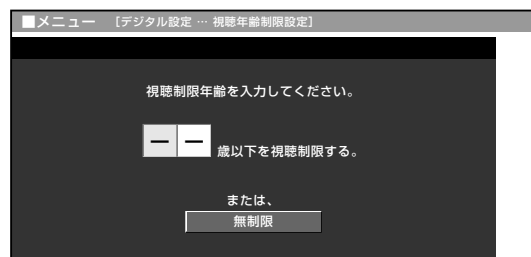 ■メニュー [デジタル設定 … 視聴年齢制限設定]
視聴制限年齢を入力してください。
－ － 歳以下を視聴制限する。
または、
無制限